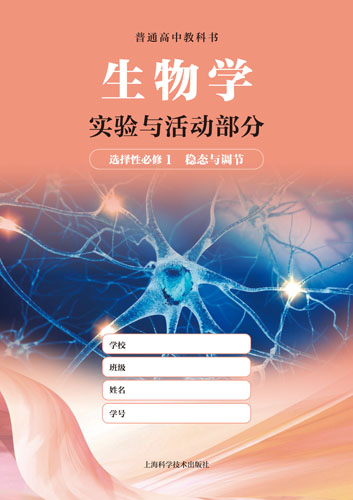 普通高中教科书
生物学
实验与活动部分
选择性必修1 稳态与调节
学校
班级
姓名
学号
上海科学技术出版社